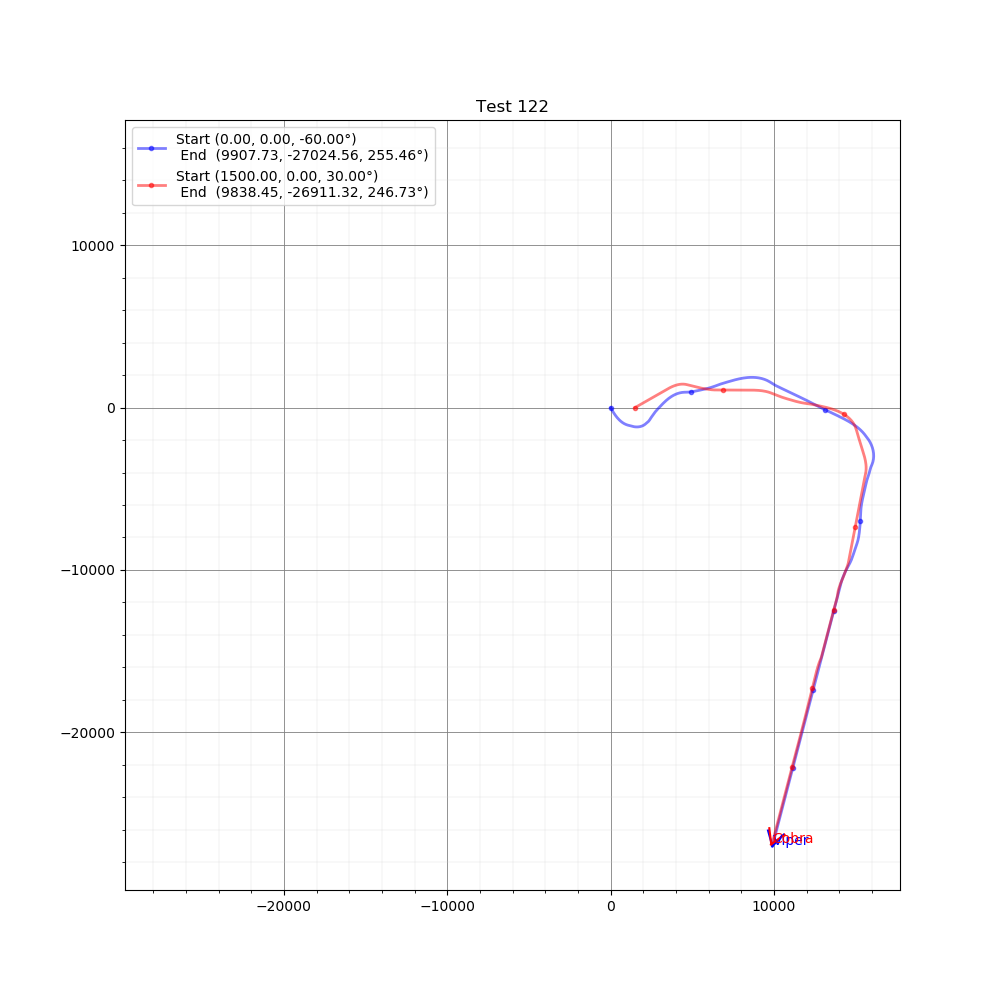 Test 122
Start (0.00, 0.00, -60.00°)
End (9907.73, -27024.56, 255.46°)
Start (1500.00, 0.00, 30.00°)
End (9838.45, -26911.32, 246.73°)
10000
0
−10000
−20000
Cobra
Viper
−20000
−10000
0
10000